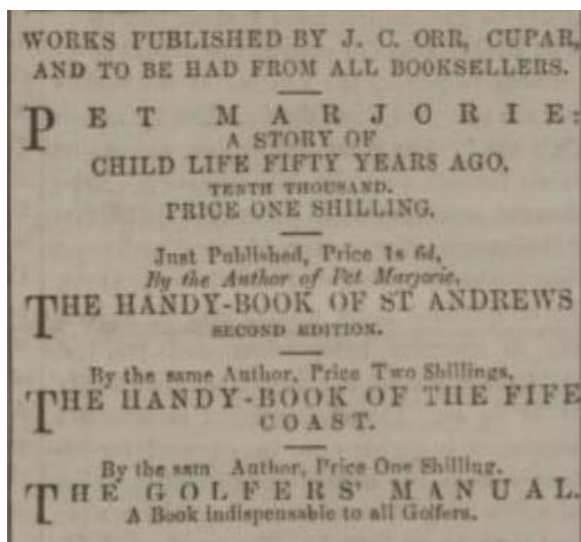 WORKS PUBLISHED BY J. C. ORR, CUPAR,
AND TO BE HAD FROM ALL BOOKSELLERS.
PET MARJORIE:
A STORY OF
CHILD LIFE FIFTY YEARS AGO.
TENTH THOUSAND.
PRICE ONE SHILLING.
Just Published, Price 1s 6d,
By the Author of Pet Marjorie,
THE HANDY-BOOK OF ST ANDREWS
SECOND EDITION.
By the same Author, Price Two Shillings,
THE HANDY-BOOK OF THE FIFE
COAST.
By the sam Author, Price One Shilling.
THE GOLFERS' MANUAL.
A Book indispensable to all Golfers.